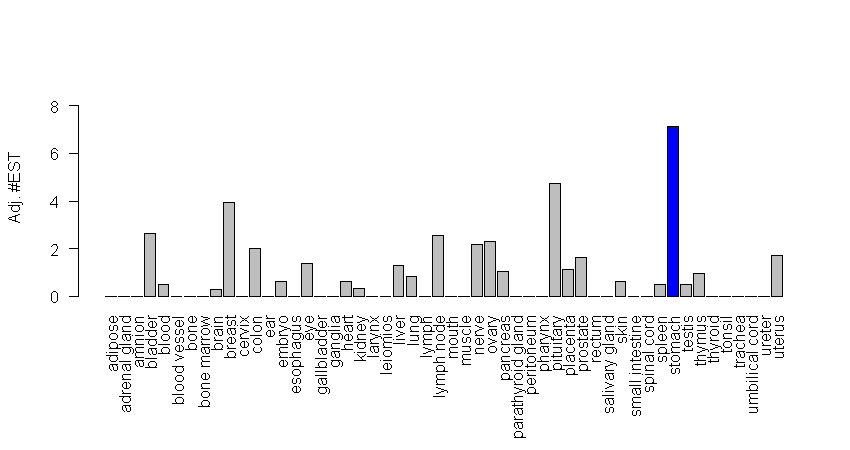 8
6
4
2
0
Adj. #EST
adipose
adrenal gland
amnion
bladder
blood
blood vessel
bone
bone marrow
brain
breast
cervix
colon
ear
embryo
esophagus
eye
gallbladder
ganglia
heart
kidney
larynx
leiomios
liver
lung
lymph
lymph node
mouth
muscle
nerve
ovary
pancreas
parathyroid gland
peritoneum
pharynx
pituitary
placenta
prostate
rectum
salivary gland
skin
small intestine
spinal cord
spleen
stomach
testis
thymus
thyroid
tonsil
trachea
umbilical cord
ureter
uterus